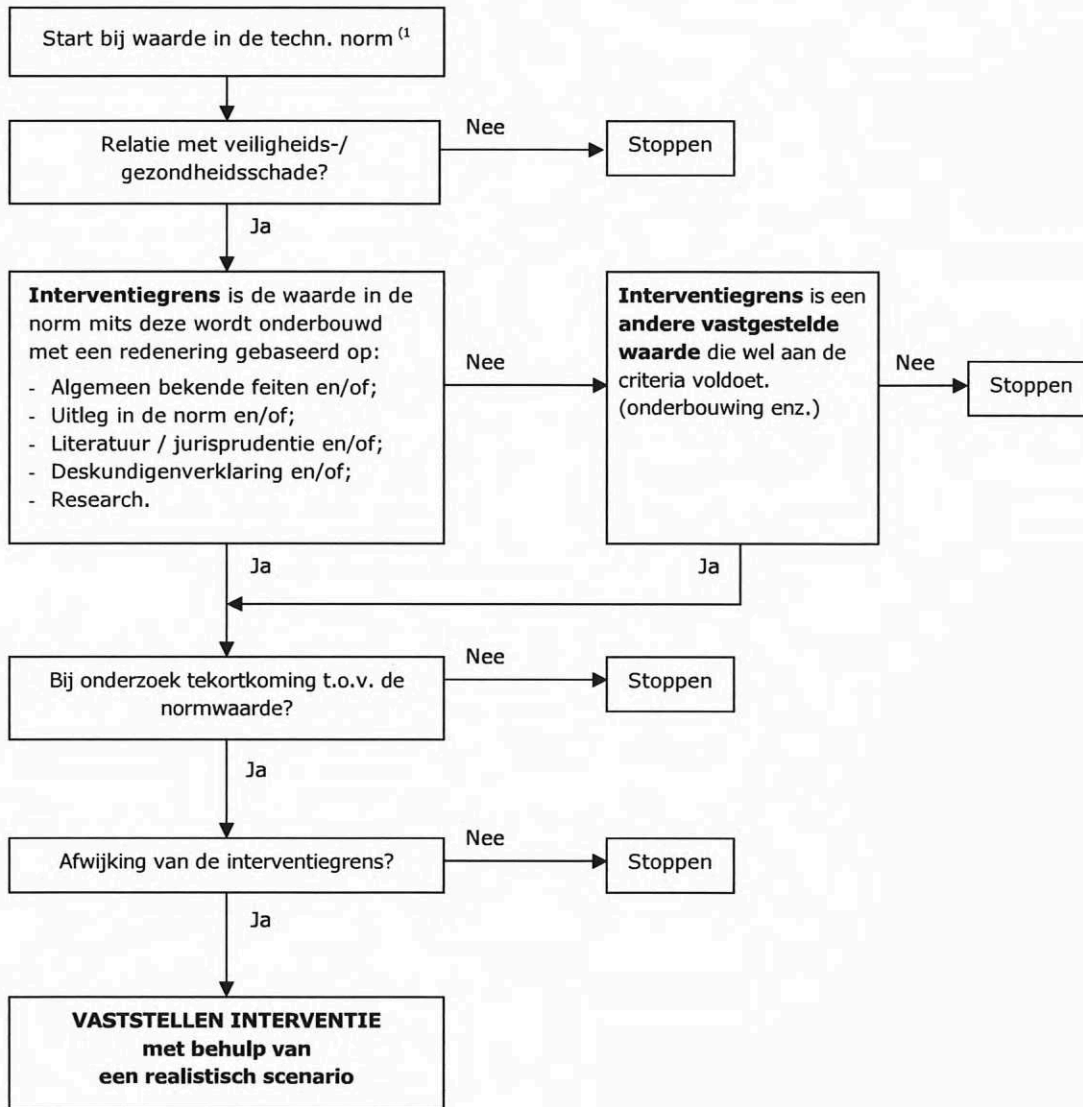 Start bij waarde in de techn. norm (1
Relatie met veiligheids-/
gezondheidsschade?
Nee
Stoppen
Ja
Interventiegrens is de waarde in de
norm mits deze wordt onderbouwd
met een redenering gebaseerd op:
- Algemeen bekende feiten en/of;
- Uitleg in de norm en/of;
- Literatuur / jurisprudentie en/of;
- Deskundigenverklaring en/of;
- Research.
Nee
Interventiegrens is een
andere vastgestelde
waarde die wel aan de
criteria voldoet.
(onderbouwing enz.)
Nee
Stoppen
Ja
Ja
Bij onderzoek tekortkoming t.o.v. de
normwaarde?
Nee
Stoppen
Ja
Afwijking van de interventiegrens?
Nee
Stoppen
Ja
VASTSTELLEN INTERVENTIE
met behulp van
een realistisch scenario